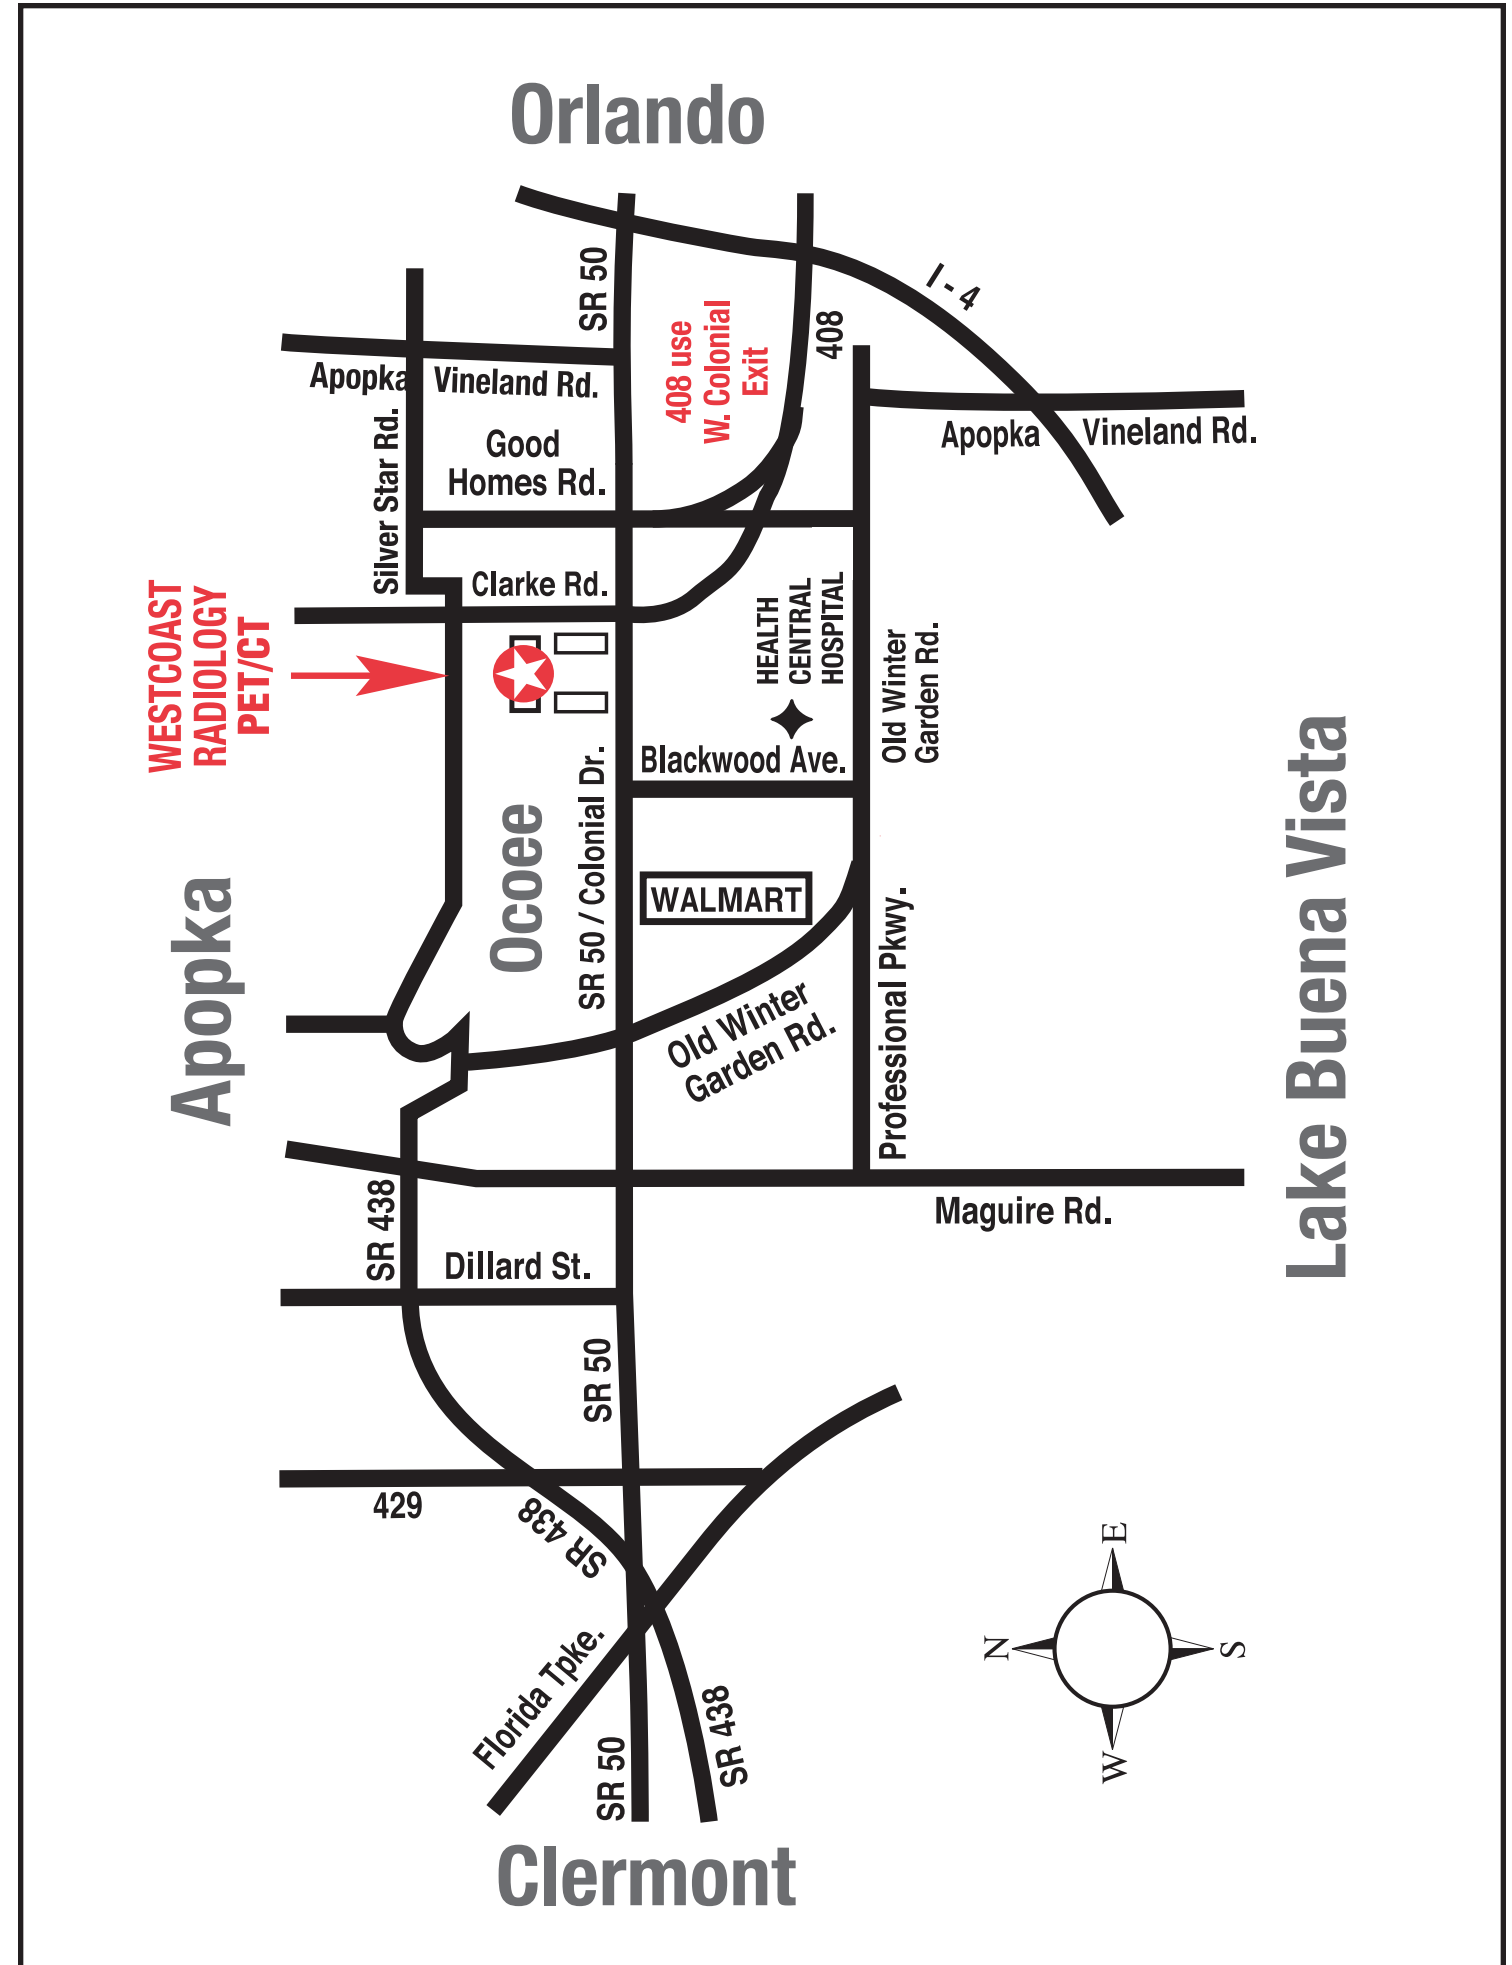 Orlando
SR 50
I - 4
408 use
W. Colonial
Exit
408
Apopka Vineland Rd.
Silver Star Rd.
Good
Homes Rd.
Apopka Vineland Rd.
Clarke Rd.
WESTCOAST
RADIOLOGY
PET/CT
HEALTH
CENTRAL
HOSPITAL
Old Winter
Garden Rd.
Blackwood Ave.
SR 50 / Colonial Dr.
Ocoee
WALMART
Apopka
Lake Buena Vista
Professional Pkwy.
Old Winter
Garden Rd.
Maguire Rd.
SR 438
Dillard St.
SR 50
429
SR 438
Florida Tpke.
SR 50
SR 438
E
N
S
W
Clermont